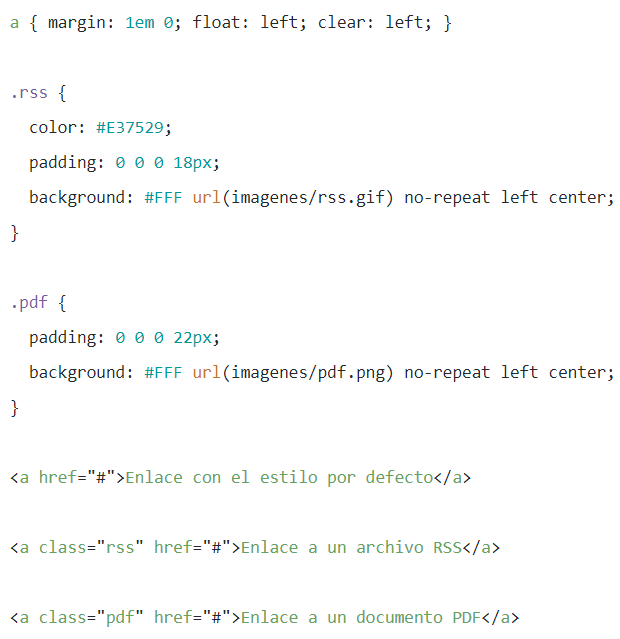 a { margin: 1em 0; float: left; clear: left; }
.rss {
color: #E37529;
padding: 0 0 0 18px;
background: #FFF url(imagenes/rss.gif) no-repeat left center;
}
.pdf {
padding: 0 0 0 22px;
background: #FFF url(imagenes/pdf.png) no-repeat left center;
}
<a href="#">Enlace con el estilo por defecto</a>
<a class="rss" href="#">Enlace a un archivo RSS</a>
<a class="pdf" href="#">Enlace a un documento PDF</a>